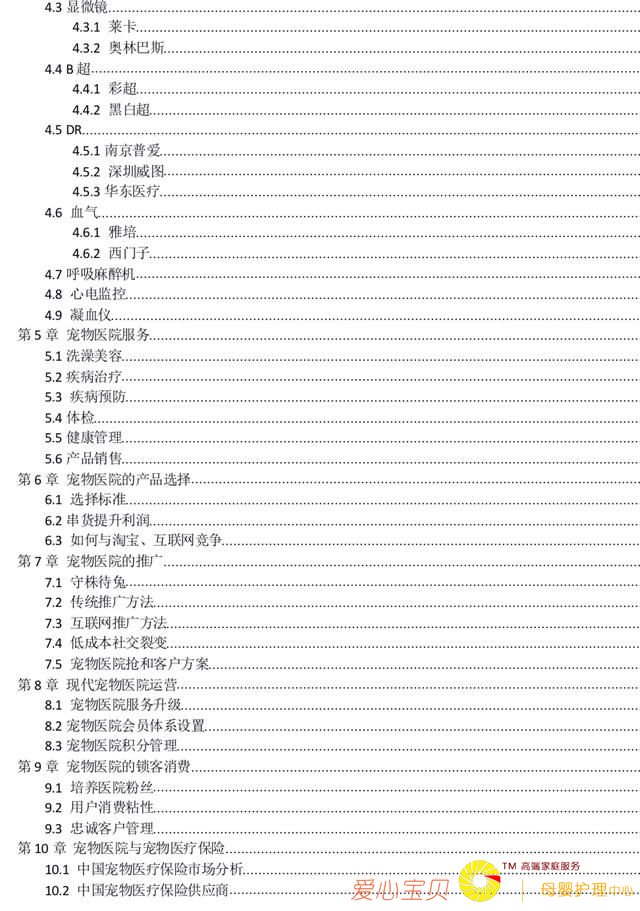 4.3 显微镜
4.3.1 莱卡
4.3.2 奥林巴斯
4.4 B 超
4.4.1 彩超
4.4.2 黑白超
4.5 DR
4.5.1 南京普爱
4.5.2 深圳威图
4.5.3 华东医疗
4.6 血气
4.6.1 雅培
4.6.2 西门子
4.7 呼吸麻醉机
4.8 心电监控
4.9 凝血仪
第 5 章 宠物医院服务
5.1 洗澡美容
5.2 疾病治疗
5.3 疾病预防
5.4 体检
5.5 健康管理
5.6 产品销售
第 6 章 宠物医院的产品选择
6.1 选择标准
6.2 串货提升利润
6.3 如何与淘宝、互联网竞争
第 7 章 宠物医院的推广
7.1 守株待兔
7.2 传统推广方法
7.3 互联网推广方法
7.4 低成本社交裂变
7.5 宠物医院抢和客户方案
第 8 章 现代宠物医院运营
8.1 宠物医院服务升级
8.2 宠物医院会员体系设置
8.3 宠物医院积分管理
第 9 章 宠物医院的锁客消费
9.1 培养医院粉丝
9.2 用户消费粘性
9.3 忠诚客户管理
第 10 章 宠物医院与宠物医疗保险
10.1 中国宠物医疗保险市场分析
10.2 中国宠物医疗保险供应商
爱心宝贝 TM 高端家庭服务
母婴护理中心